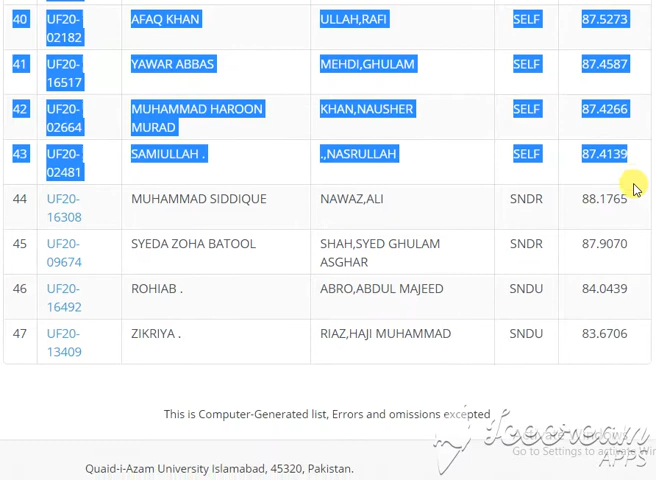 40 UF20- AFAQ KHAN ULLAH,RAFI SELF 87.5273
02182
41 UF20- YAWAR ABBAS MEHDI,GHULAM SELF 87.4587
16517
42 UF20- MUHAMMAD HAROON KHAN,NAUSHER SELF 87.4266
02664 MURAD
43 UF20- SAMIULLAH . .,NASRULLAH SELF 87.4139
02481
44 UF20- MUHAMMAD SIDDIQUE NAWAZ,ALI SNDR 88.1765
16308
45 UF20- SYEDA ZOHA BATOOL SHAH,SYED GHULAM SNDR 87.9070
09674 ASGHAR
46 UF20- ROHIAB . ABRO,ABDUL MAJEED SNDU 84.0439
16492
47 UF20- ZIKRIYA . RIAZ,HAJI MUHAMMAD SNDU 83.6706
13409
This is Computer-Generated list, Errors and omissions excepted
Icecream
APPS
Go to Settings to activate Win
Quaid-i-Azam University Islamabad, 45320, Pakistan.